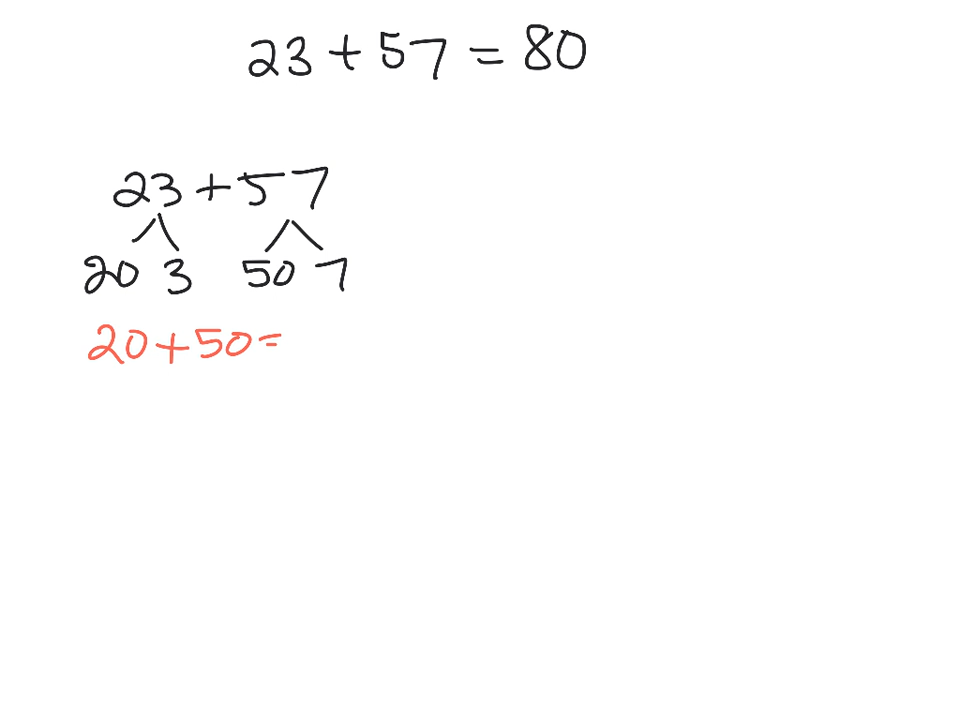 23 + 57 = 80
23 + 57
20 3 50 7
20 + 50 =